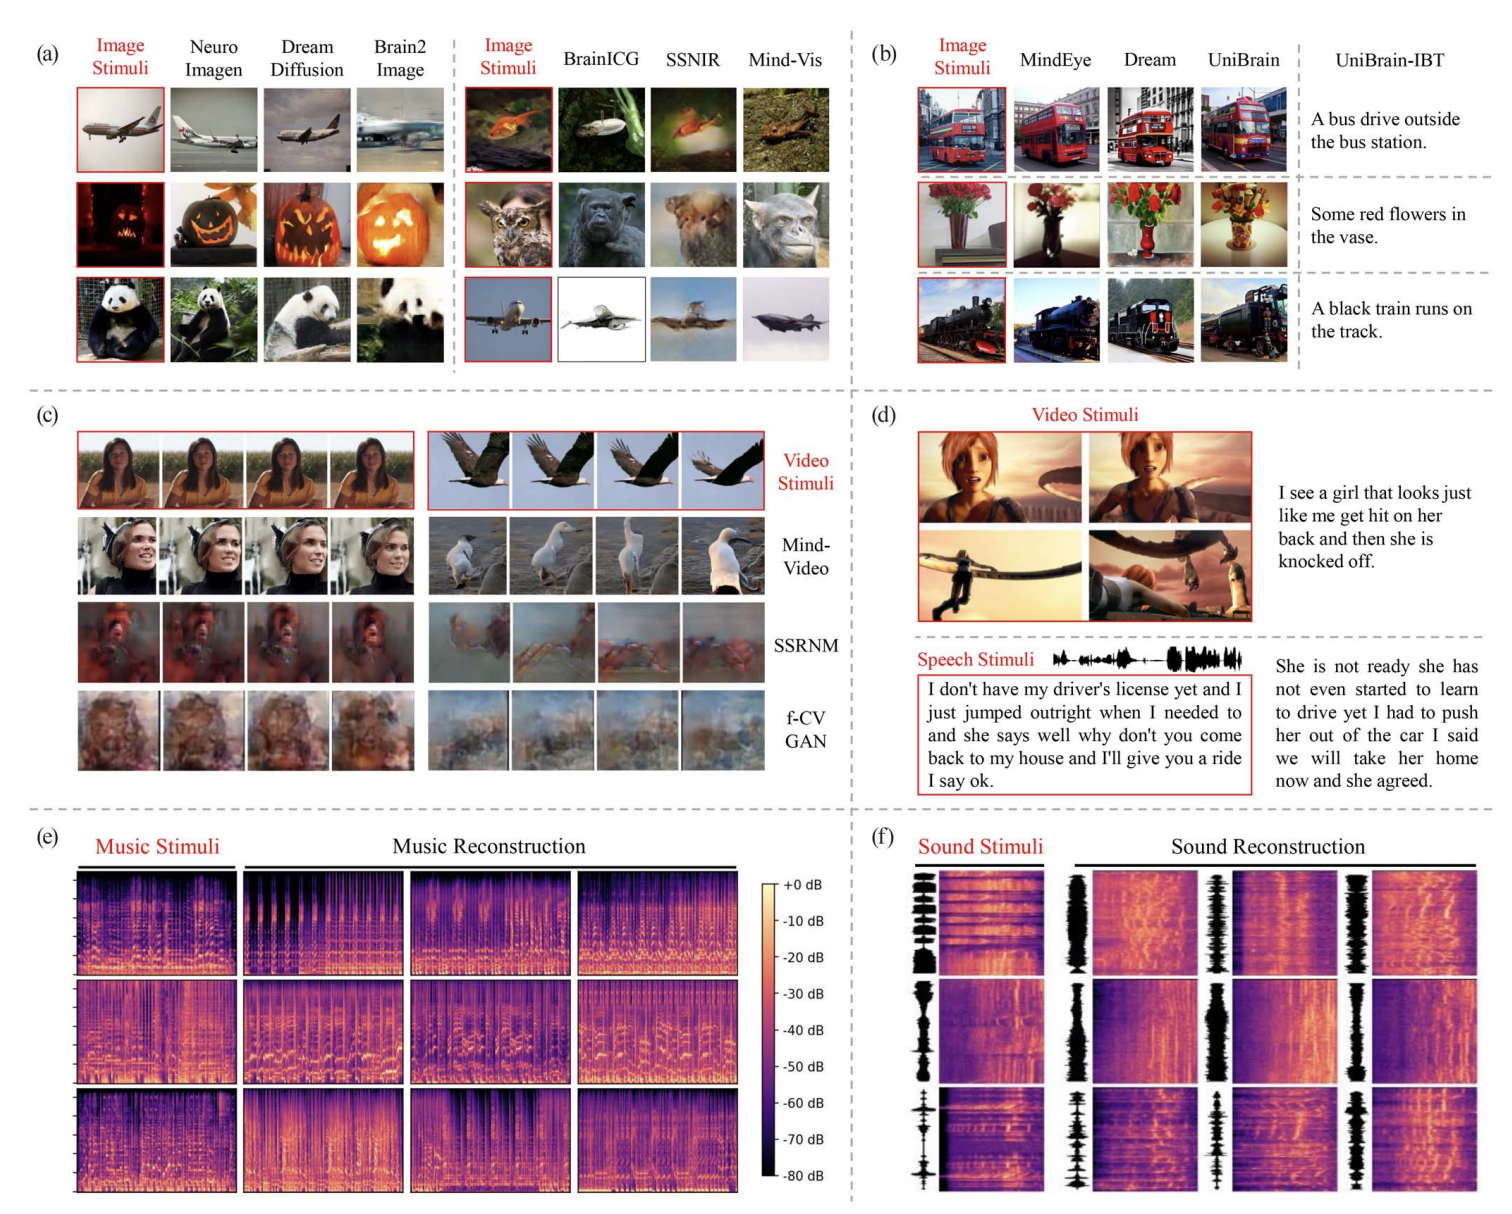 (a)
Image
Stimuli
Neuro
Imagen
Dream
Diffusion
Brain2
Image
Image
Stimuli
BrainICG
SSNIR
Mind-Vis
(b)
Image
Stimuli
MindEye
Dream
UniBrain
UniBrain-IBT
A bus drive outside
the bus station.
Some red flowers in
the vase.
A black train runs on
the track.
(c)
Video
Stimuli
Mind-
Video
SSRNM
f-CV
GAN
(d)
Video Stimuli
I see a girl that looks just
like me get hit on her
back and then she is
knocked off.
Speech Stimuli
I don't have my driver's license yet and I
just jumped outright when I needed to
and she says well why don't you come
back to my house and I'll give you a ride
I say ok.
She is not ready she has
not even started to learn
to drive yet I had to push
her out of the car I said
we will take her home
now and she agreed.
(e)
Music Stimuli
Music Reconstruction
+0 dB
-10 dB
-20 dB
-30 dB
-40 dB
-50 dB
-60 dB
-70 dB
-80 dB
(f)
Sound Stimuli
Sound Reconstruction